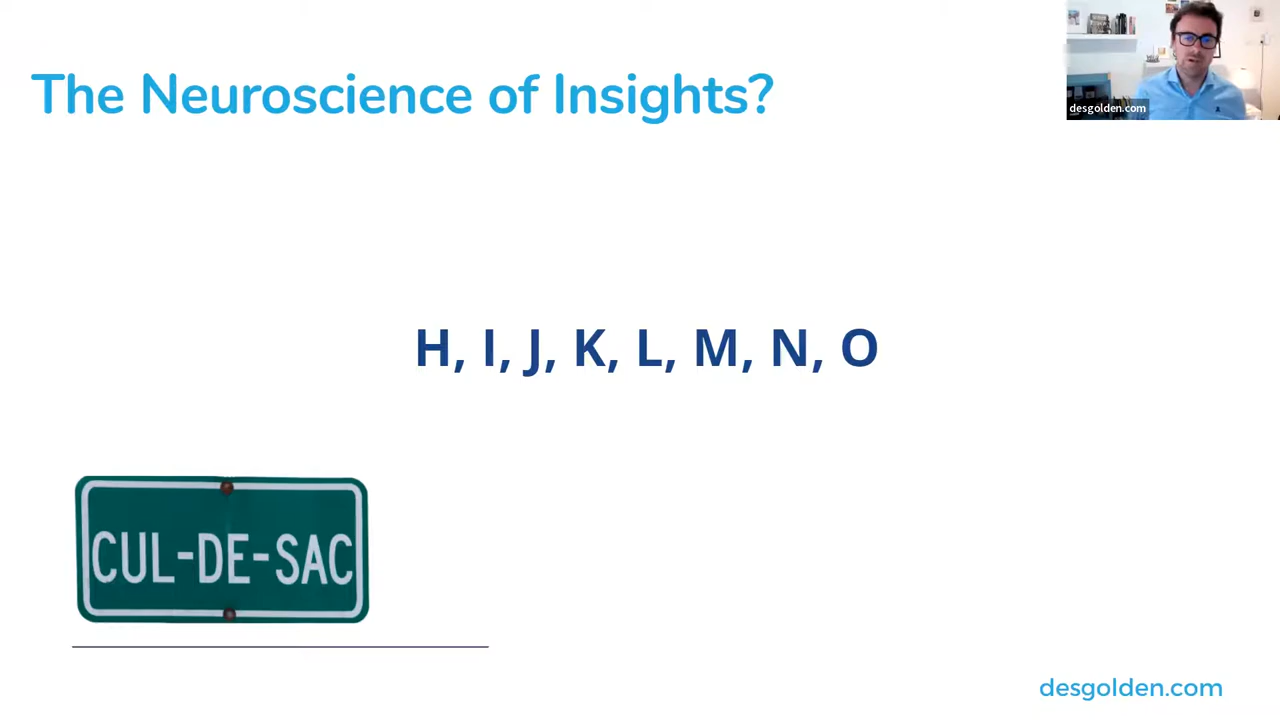 The Neuroscience of Insights?
desgolden.com
H, I, J, K, L, M, N, O
CUL-DE-SAC
desgolden.com